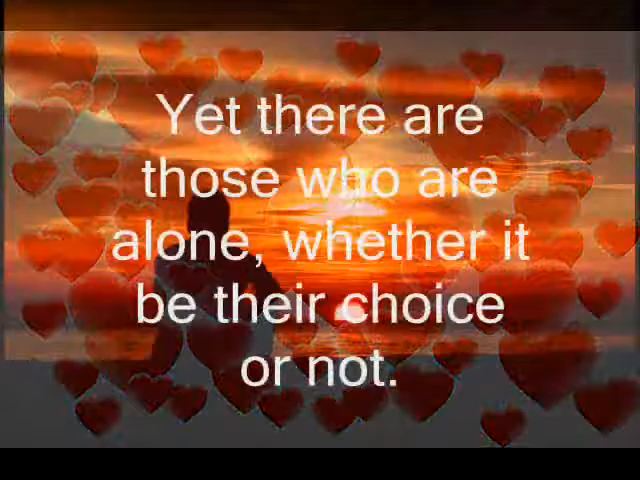 Yet there are
those who are
alone, whether it
be their choice
or not.